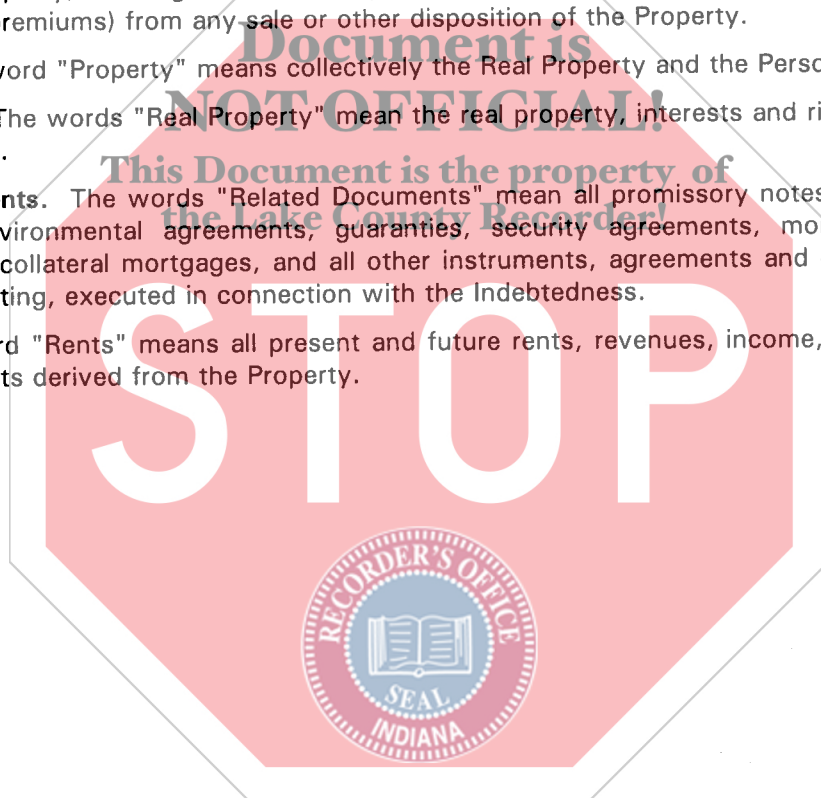 remiums) from any sale or other disposition of the Property.
Document is
ord "Property" means collectively the Real Property and the Perso
NOT OFFICIAL!
The words "Real Property" mean the real property, interests and ri
.
This Document is the property of
nts. The words "Related Documents" mean all promissory notes
the Lake County Recorder!
vironmental agreements, guaranties, security agreements, mo
collateral mortgages, and all other instruments, agreements and
ting, executed in connection with the Indebtedness.
rd "Rents" means all present and future rents, revenues, income,
ts derived from the Property.
STOP
RECORDER'S OFFICE
SEAL
INDIANA